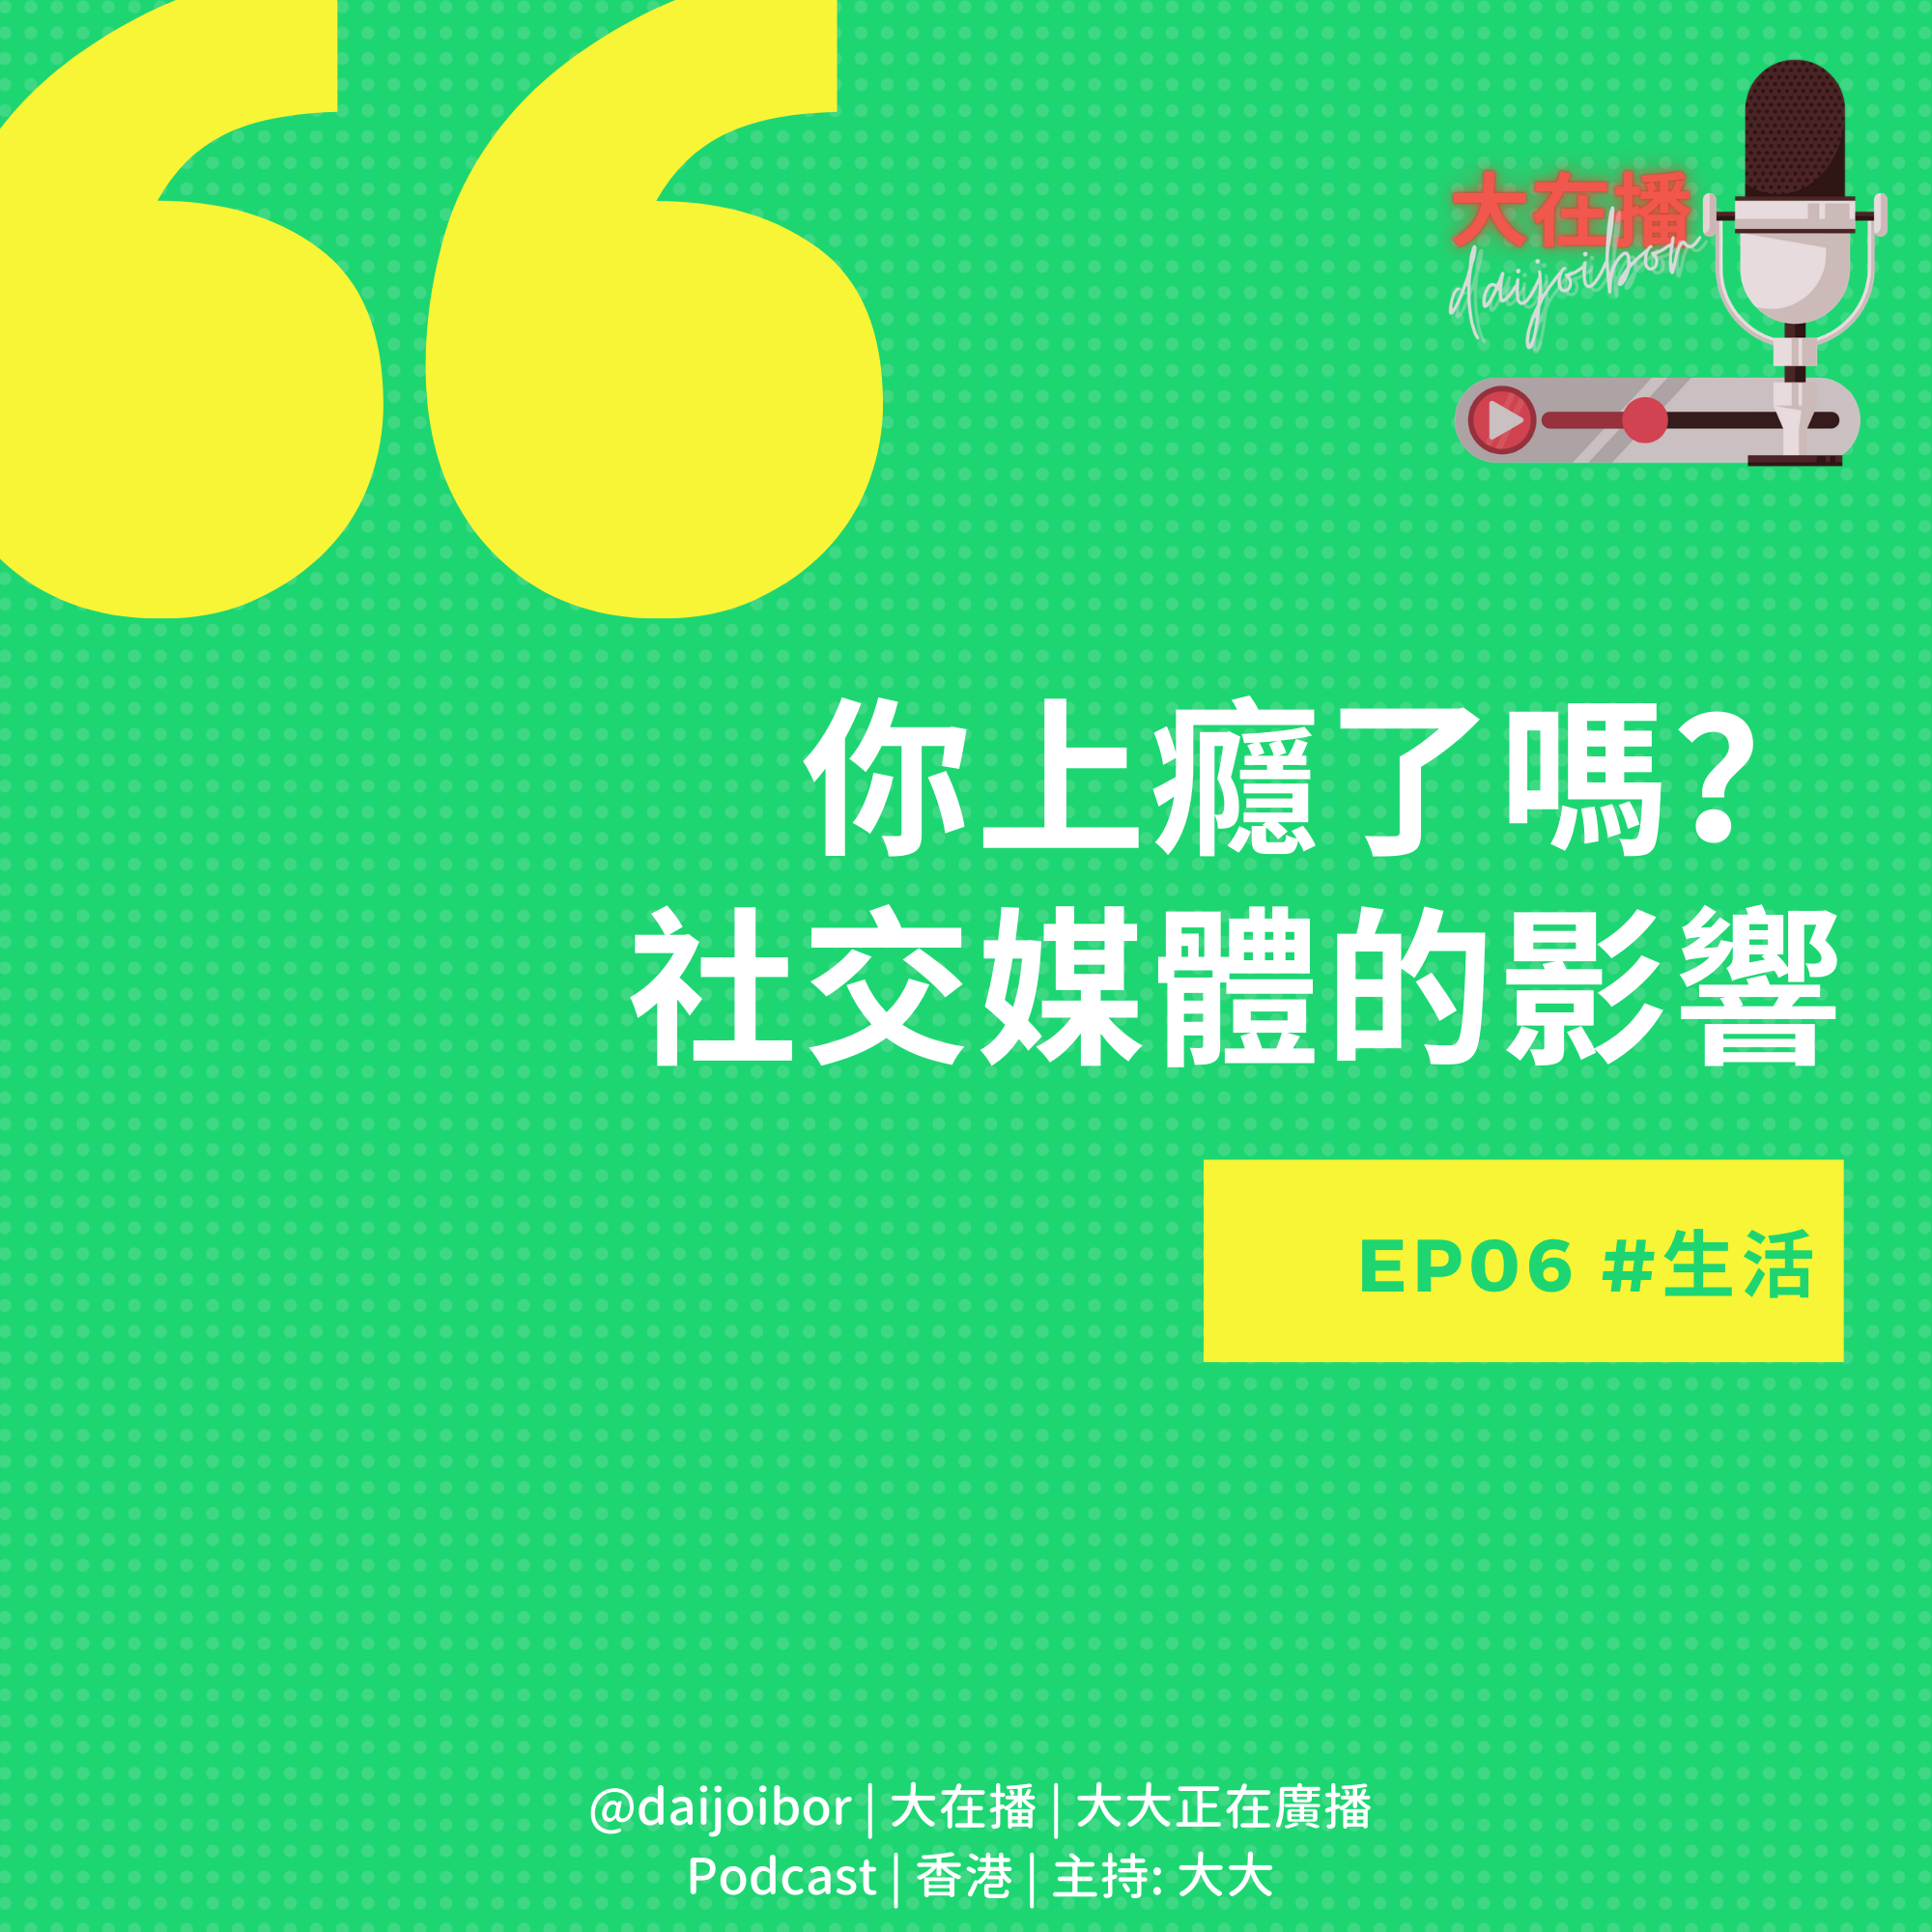 大在播
daijoibor
你上癮了嗎?
社交媒體的影響
EP06 #生活
@daijoibor | 大在播 | 大大正在廣播
Podcast | 香港 | 主持: 大大